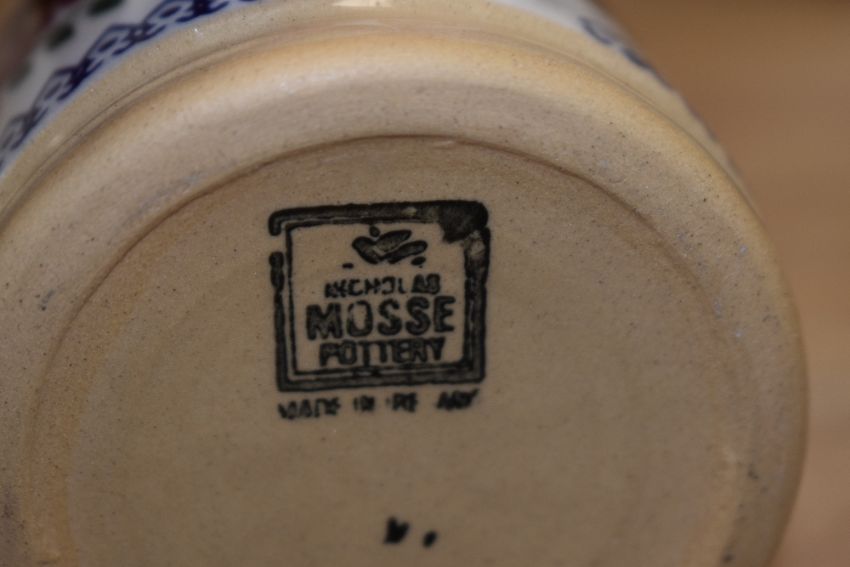 NICHOLAS
MOSSE
POTTERY
MADE IN IRELAND